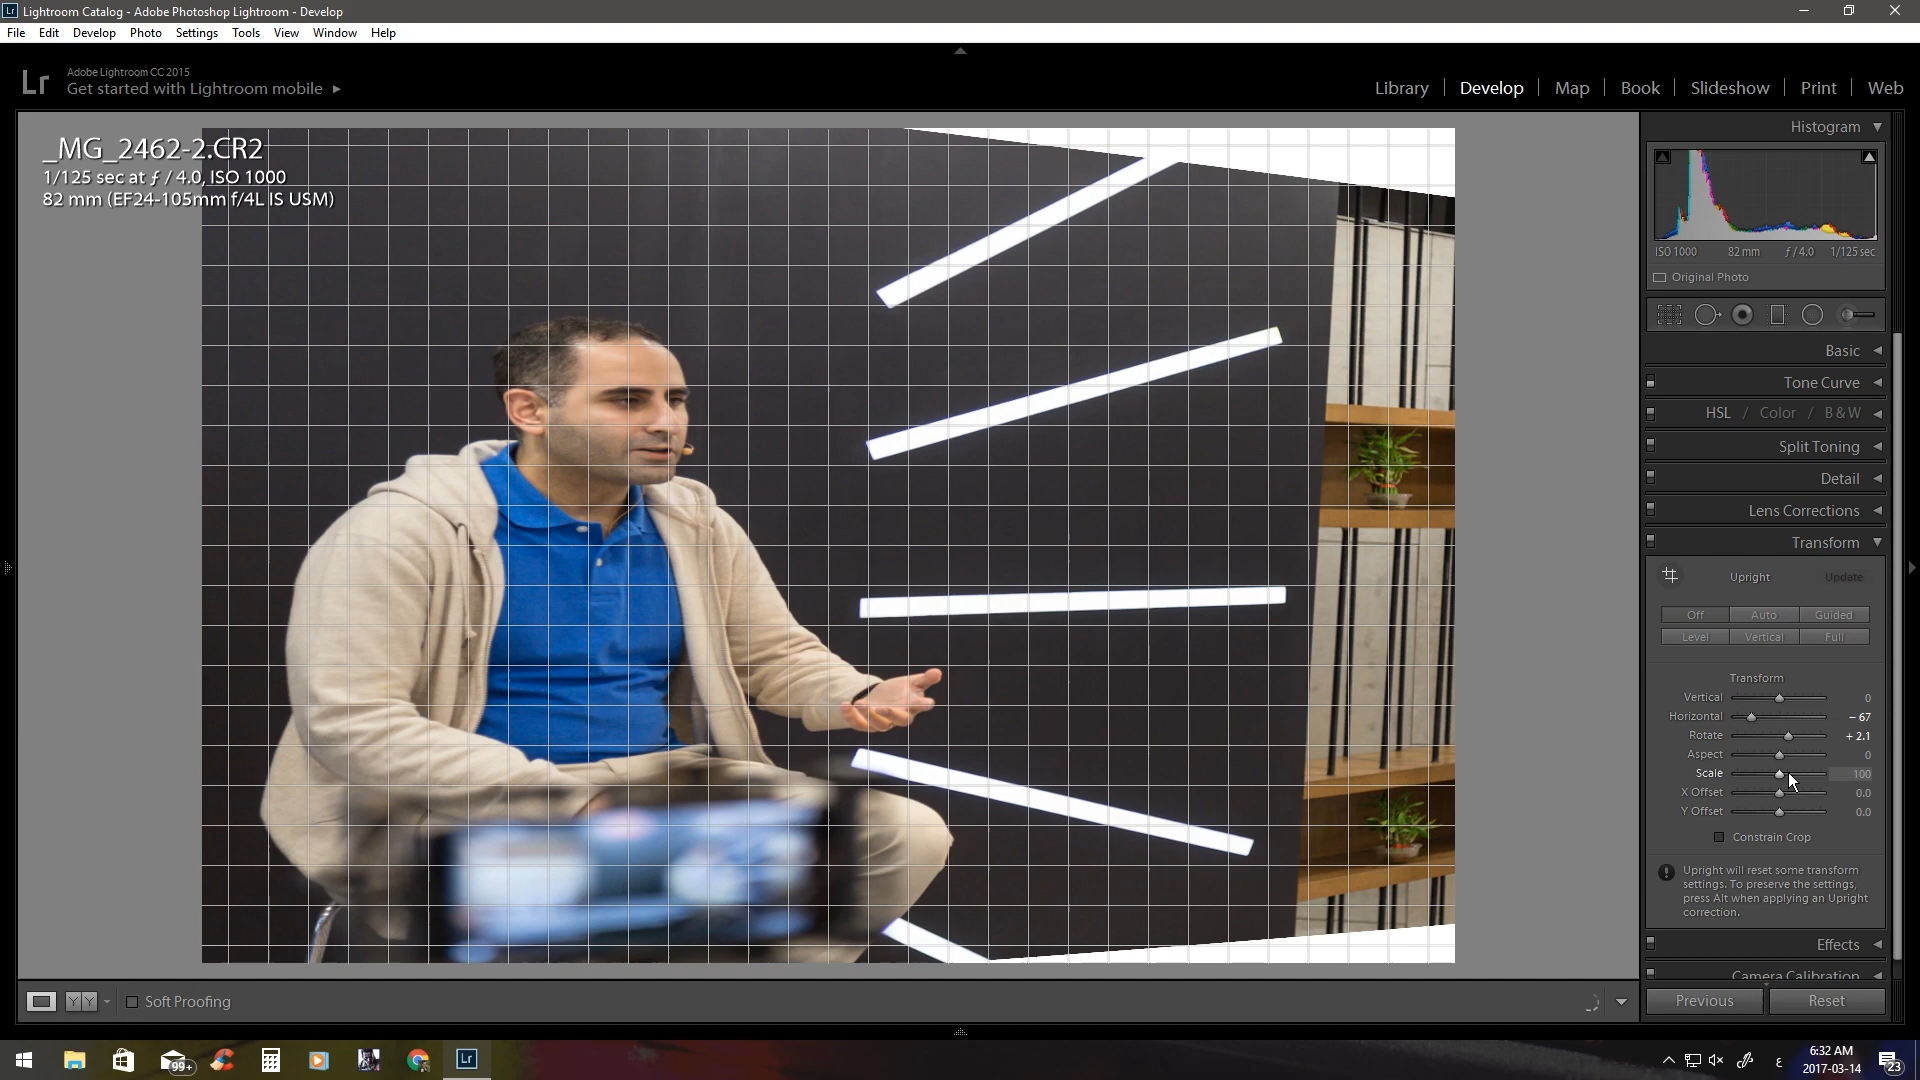 Lr Lightroom Catalog - Adobe Photoshop Lightroom - Develop
File Edit Develop Photo Settings Tools View Window Help
Lr Adobe Lightroom CC 2015
Get started with Lightroom mobile
Library Develop Map Book Slideshow Print Web
_MG_2462-2.CR2
1/125 sec at ƒ / 4.0, ISO 1000
82 mm (EF24-105mm f/4L IS USM)
Histogram
ISO 1000 82 mm ƒ / 4.0 1/125 sec
Original Photo
Basic
Tone Curve
HSL / Color / B & W
Split Toning
Detail
Lens Corrections
Transform
Upright Update
Off Auto Guided
Level Vertical Full
Transform
Vertical 0
Horizontal – 67
Rotate + 2.1
Aspect 0
Scale 100
X Offset 0.0
Y Offset 0.0
Constrain Crop
Upright will reset some transform
settings. To preserve the settings,
press Alt when applying an Upright
correction.
Effects
Camera Calibration
Previous Reset
Y Y Soft Proofing
99+ Lr ع 6:32 AM
2017-03-14 23